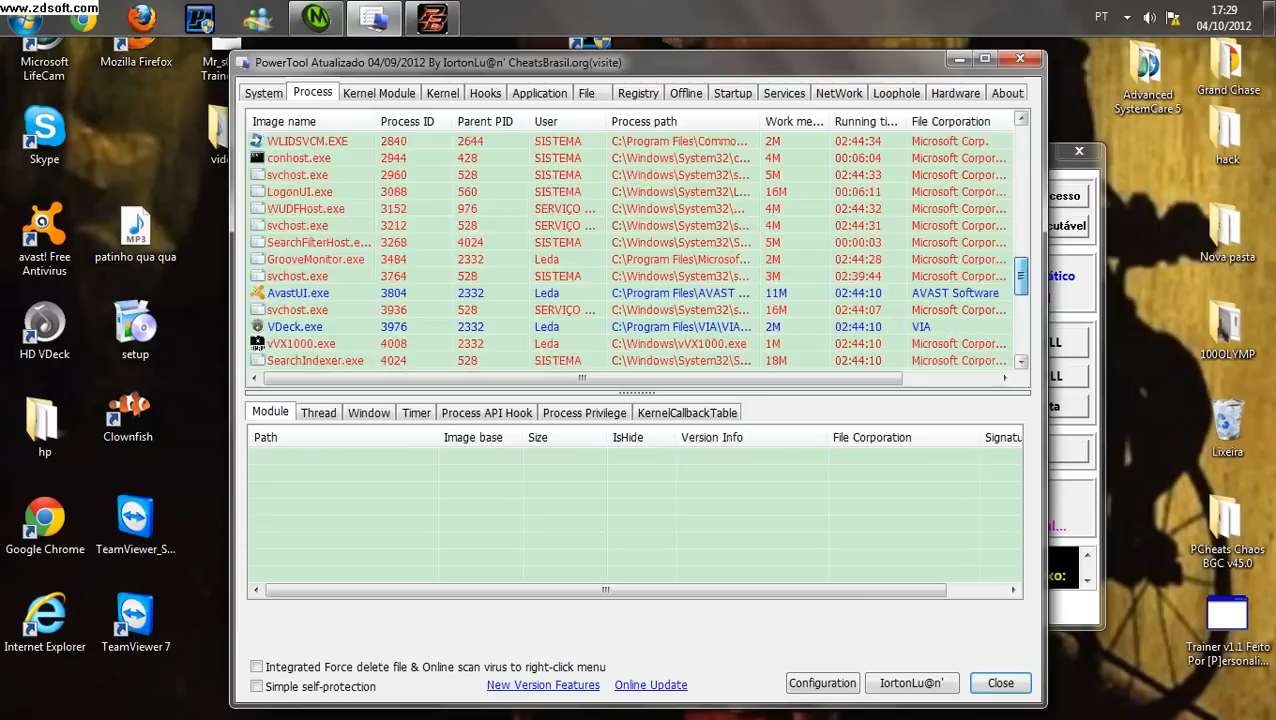 www.zdsoft.com
PT
17:29
04/10/2012
Microsoft LifeCam
Mozilla Firefox
Skype
avast! Free Antivirus
patinho qua qua
HD VDeck
setup
hp
Clownfish
Google Chrome
TeamViewer_S...
Internet Explorer
TeamViewer 7
PowerTool Atualizado 04/09/2012 By IortonLu@n' CheatsBrasil.org(visite)
System Process Kernel Module Kernel Hooks Application File Registry Offline Startup Services NetWork Loophole Hardware About
Image name Process ID Parent PID User Process path Work me... Running ti... File Corporation
WLIDSVCM.EXE 2840 2644 SISTEMA C:\Program Files\Commo... 2M 02:44:34 Microsoft Corp.
conhost.exe 2944 428 SISTEMA C:\Windows\System32\c... 4M 00:06:04 Microsoft Corpor...
svchost.exe 2960 528 SISTEMA C:\Windows\System32\s... 5M 02:44:33 Microsoft Corpor...
LogonUI.exe 3088 560 SISTEMA C:\Windows\System32\L... 16M 00:06:11 Microsoft Corpor...
WUDFHost.exe 3152 976 SERVIÇO ... C:\Windows\System32\... 4M 02:44:32 Microsoft Corpor...
svchost.exe 3212 528 SERVIÇO ... C:\Windows\System32\s... 4M 02:44:32 Microsoft Corpor...
SearchFilterHost.e... 3268 4024 SISTEMA C:\Windows\System32\S... 5M 00:00:03 Microsoft Corpor...
GrooveMonitor.exe 3484 2332 Leda C:\Program Files\Microsof... 2M 02:44:28 Microsoft Corpor...
svchost.exe 3764 528 SISTEMA C:\Windows\System32\s... 3M 02:39:44 Microsoft Corpor...
AvastUI.exe 3804 2332 Leda C:\Program Files\AVAST ... 11M 02:44:10 AVAST Software
svchost.exe 3936 528 SERVIÇO ... C:\Windows\System32\s... 2M 02:44:07 Microsoft Corpor...
VDeck.exe 3976 2332 Leda C:\Program Files\VIA\VIA... 2M 02:44:10 VIA
vVX1000.exe 4008 2332 Leda C:\Windows\vVX1000.exe 1M 02:44:10 Microsoft Corpor...
SearchIndexer.exe 4024 528 SISTEMA C:\Windows\System32\S... 18M 02:44:10 Microsoft Corpor...
Module Thread Window Timer Process API Hook Process Privilege KernelCallbackTable
Path Image base Size IsHide Version Info File Corporation Signatu
Integrated Force delete file & Online scan virus to right-click menu
Simple self-protection
New Version Features Online Update
Configuration IortonLu@n' Close
cesso
cutável
ático
LL
LL
ta
al...
xo:
Advanced SystemCare 5
Grand Chase
hack
Nova pasta
100OLYMP
Lixeira
PCheats Chaos BGC v45.0
Trainer v1.1 Feito Por [P]ersonali...